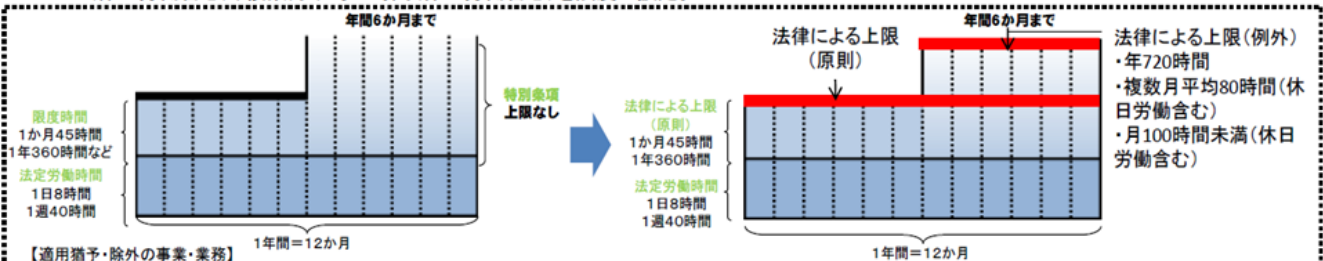 年間6か月まで
限度時間
1か月45時間
1年360時間など
法定労働時間
1日8時間
1週40時間
特別条項
上限なし
1年間=12か月
【適用猶予・除外の事業・業務】
年間6か月まで
法律による上限
(原則)
法律による上限
(原則)
1か月45時間
1年360時間
法定労働時間
1日8時間
1週40時間
法律による上限(例外)
・年720時間
・複数月平均80時間(休
日労働含む)
・月100時間未満(休日
労働含む)
1年間=12か月